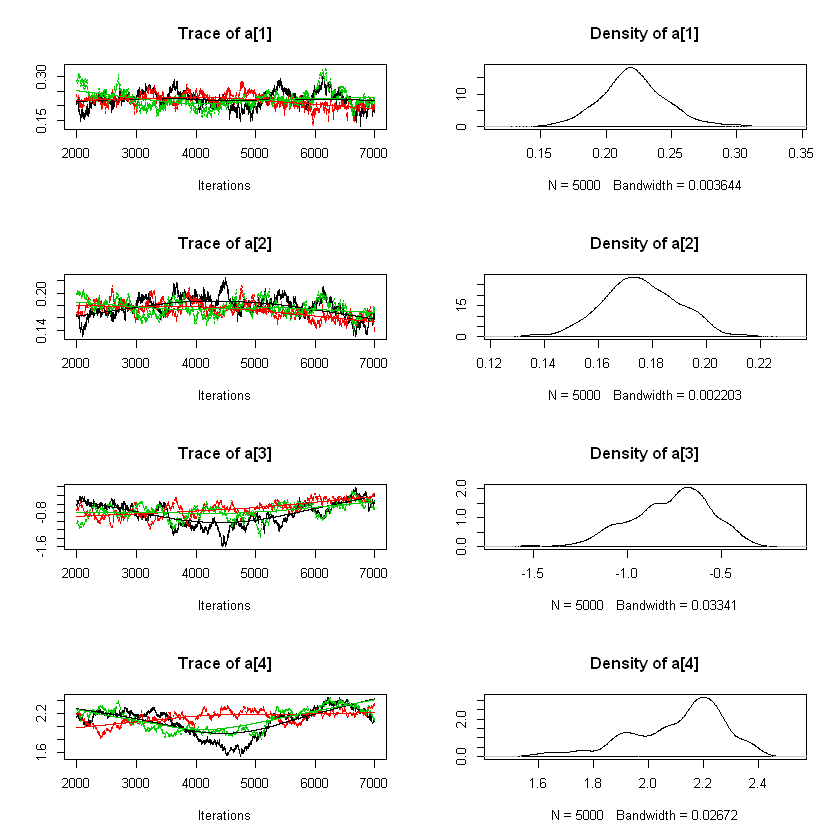 Trace of a[1]
0.15 0.30
2000 3000 4000 5000 6000 7000
Iterations
Density of a[1]
0 10
0.15 0.20 0.25 0.30 0.35
N = 5000 Bandwidth = 0.003644
Trace of a[2]
0.14 0.20
2000 3000 4000 5000 6000 7000
Iterations
Density of a[2]
0 15
0.12 0.14 0.16 0.18 0.20 0.22
N = 5000 Bandwidth = 0.002203
Trace of a[3]
-1.6 -0.8
2000 3000 4000 5000 6000 7000
Iterations
Density of a[3]
0.0 1.0 2.0
-1.5 -1.0 -0.5
N = 5000 Bandwidth = 0.03341
Trace of a[4]
1.6 2.2
2000 3000 4000 5000 6000 7000
Iterations
Density of a[4]
0.0 2.0
1.6 1.8 2.0 2.2 2.4
N = 5000 Bandwidth = 0.02672